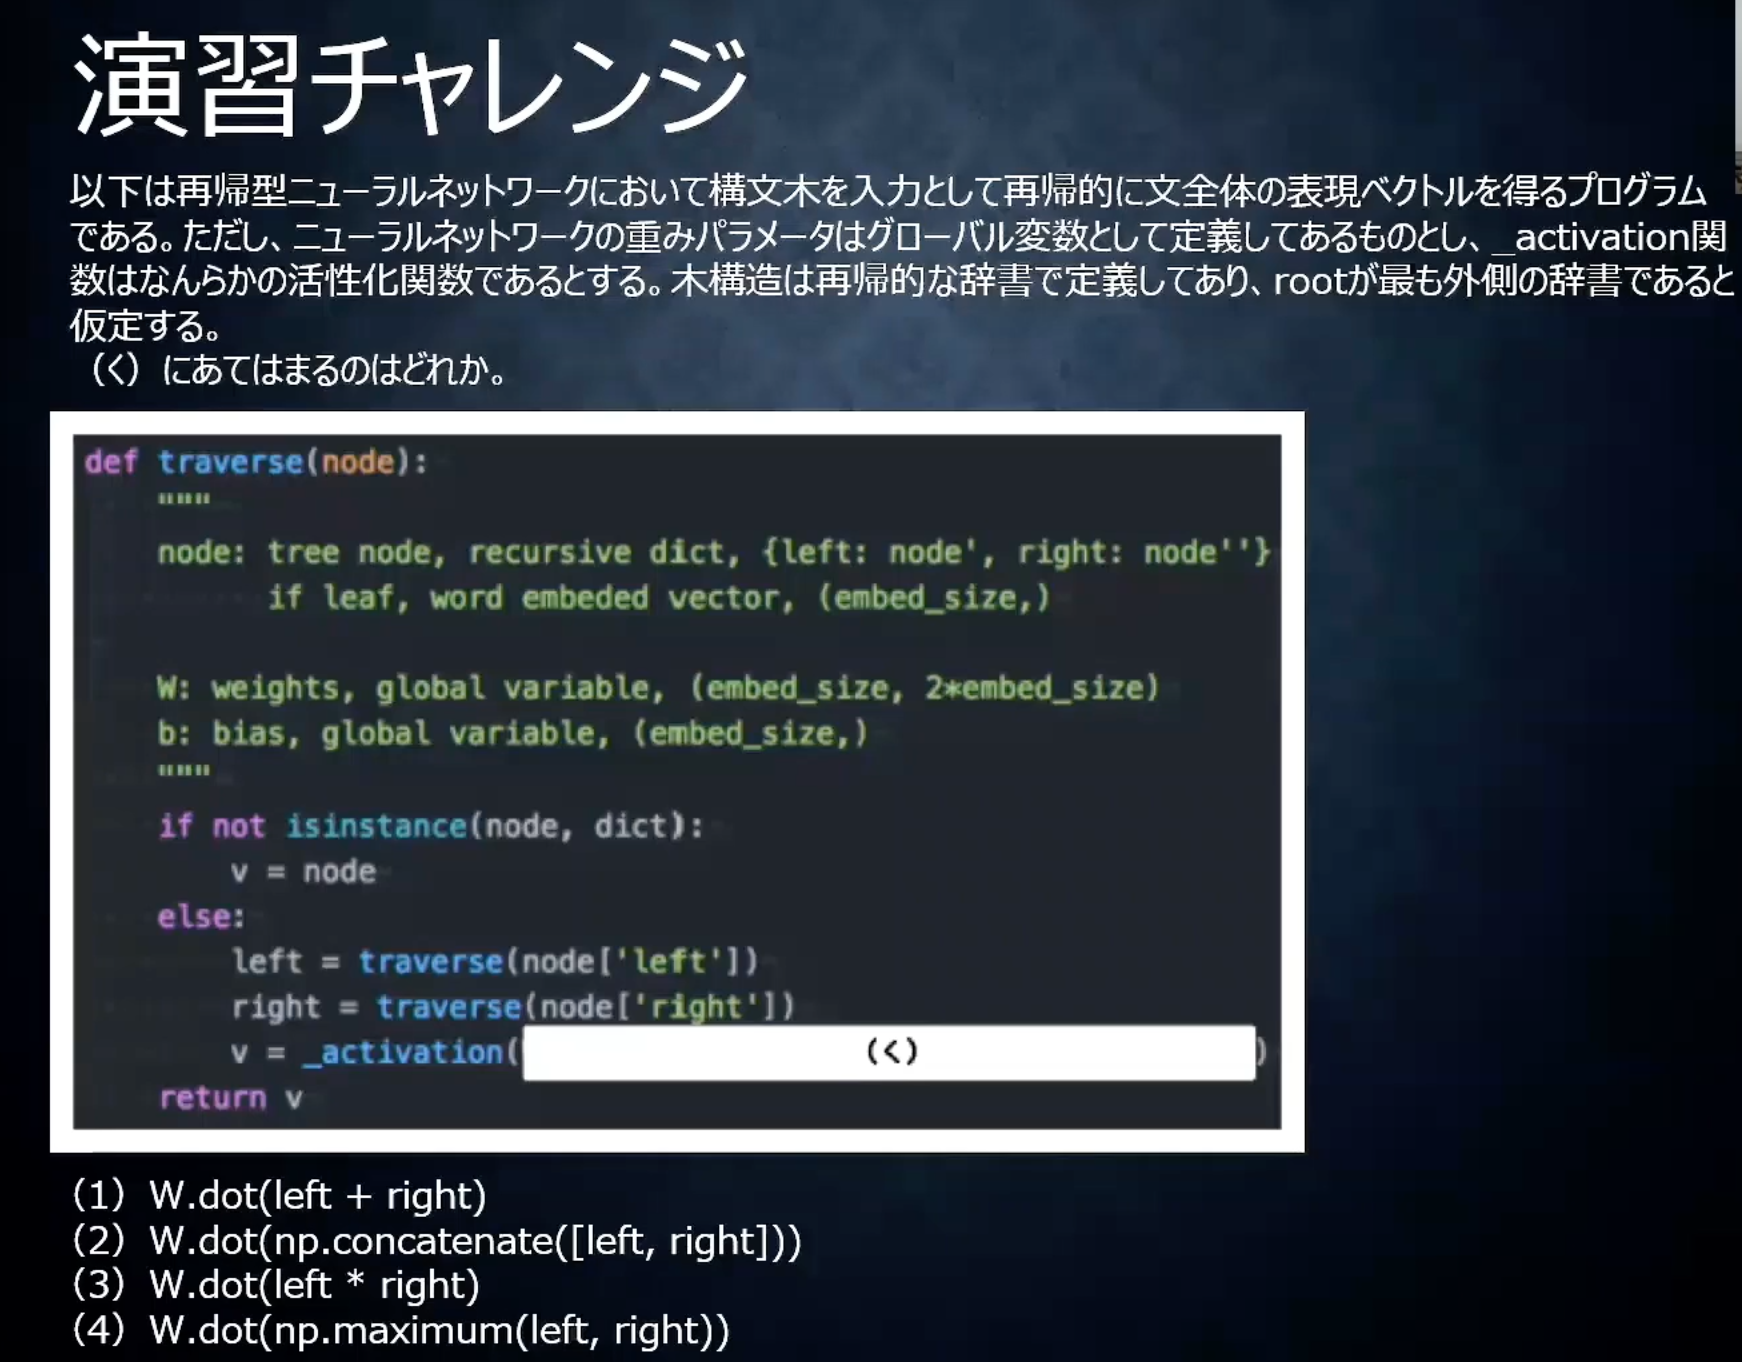 演習チャレンジ
以下は再帰型ニューラルネットワークにおいて構文木を入力として再帰的に文全体の表現ベクトルを得るプログラム
である。ただし、ニューラルネットワークの重みパラメータはグローバル変数として定義してあるものとし、_activation関
数はなんらかの活性化関数であるとする。木構造は再帰的な辞書で定義してあり、rootが最も外側の辞書であると
仮定する。
（く）にあてはまるのはどれか。
def traverse(node):
"""
node: tree node, recursive dict, {left: node', right: node''}
if leaf, word embeded vector, (embed_size,)
W: weights, global variable, (embed_size, 2*embed_size)
b: bias, global variable, (embed_size,)
"""
if not isinstance(node, dict):
v = node
else:
left = traverse(node['left'])
right = traverse(node['right'])
v = _activation( （く） )
return v
（1）W.dot(left + right)
（2）W.dot(np.concatenate([left, right]))
（3）W.dot(left * right)
（4）W.dot(np.maximum(left, right))